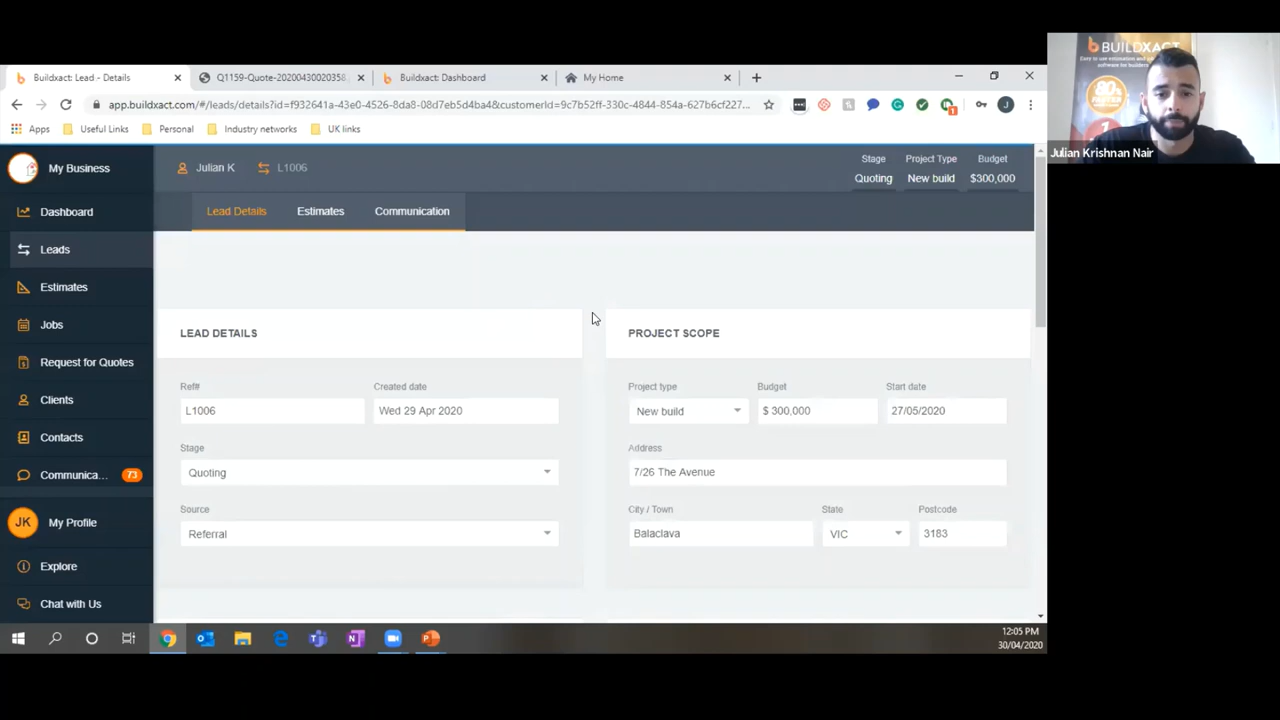 Buildxact: Lead - Details
Q1159-Quote-20200430020358
Buildxact: Dashboard
My Home
app.buildxact.com/#/leads/details?id=f932641a-43e0-4526-8da8-08d7eb5d4ba4&customerId=9c7b52ff-330c-4844-854a-627b6cf227...
J
Apps
Useful Links
Personal
Industry networks
UK links
My Business
Julian K
L1006
Stage
Project Type
Budget
Quoting
New build
$300,000
Dashboard
Leads
Estimates
Jobs
Request for Quotes
Clients
Contacts
Communica... 73
JK My Profile
Explore
Chat with Us
Lead Details
Estimates
Communication
LEAD DETAILS
Ref#
Created date
L1006
Wed 29 Apr 2020
Stage
Quoting
Source
Referral
PROJECT SCOPE
Project type
Budget
Start date
New build
$ 300,000
27/05/2020
Address
7/26 The Avenue
City / Town
State
Postcode
Balaclava
VIC
3183
12:05 PM
30/04/2020
BUILDXACT
80%
FASTER
Julian Krishnan Nair